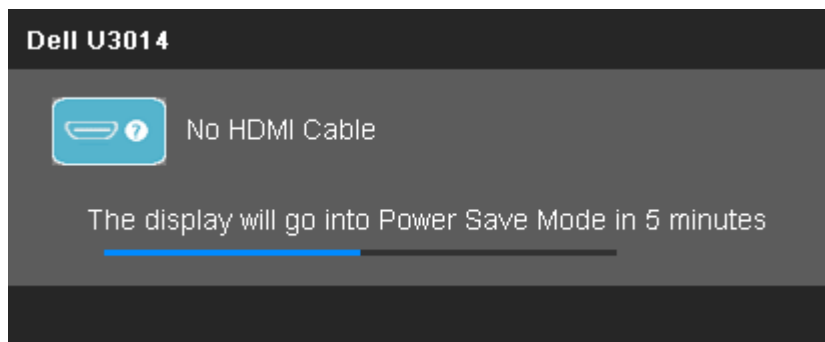 Dell U3014
No HDMI Cable
The display will go into Power Save Mode in 5 minutes